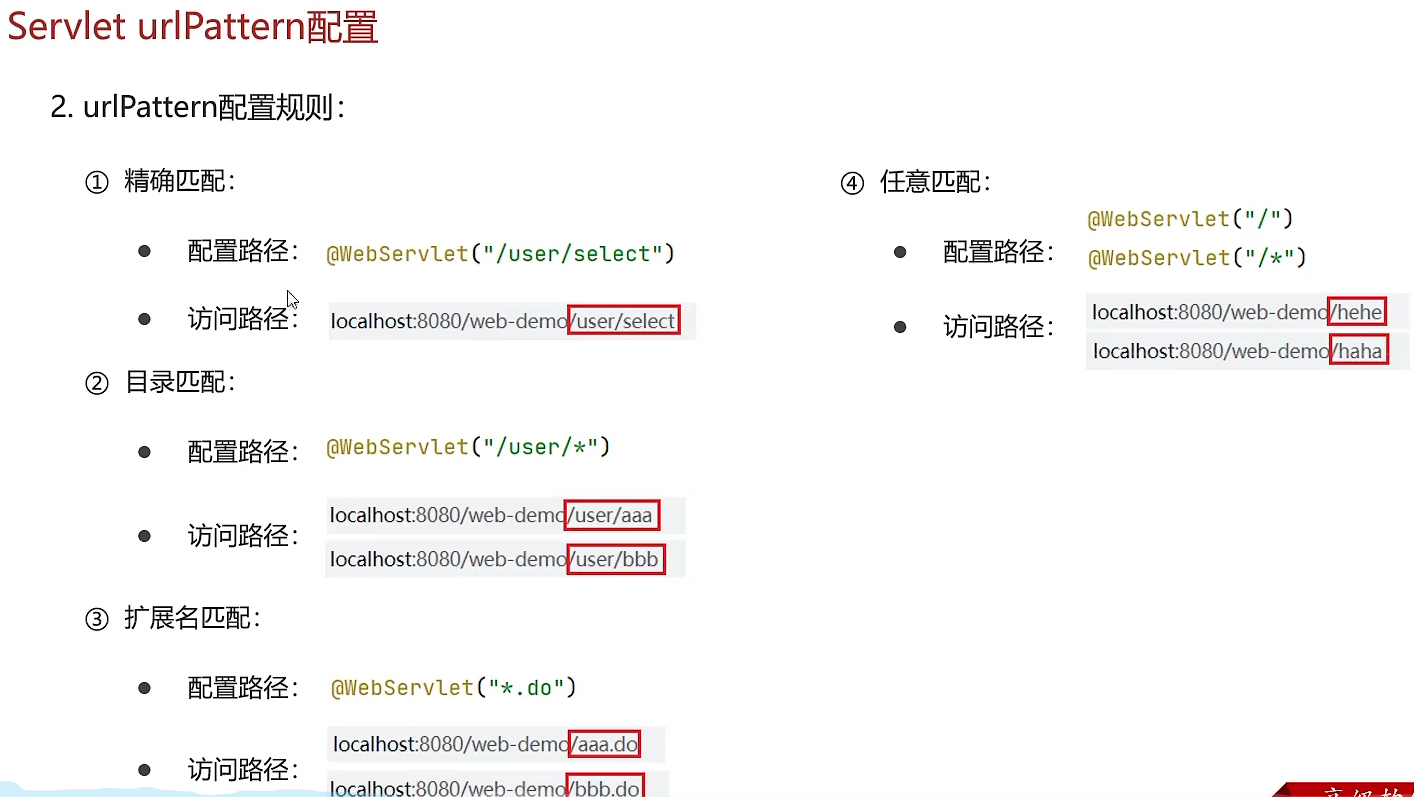 Servlet urlPattern配置
2. urlPattern配置规则：
① 精确匹配：
● 配置路径： @WebServlet("/user/select")
● 访问路径： localhost:8080/web-demo/user/select
② 目录匹配：
● 配置路径： @WebServlet("/user/*")
● 访问路径： localhost:8080/web-demo/user/aaa
localhost:8080/web-demo/user/bbb
③ 扩展名匹配：
● 配置路径： @WebServlet("*.do")
● 访问路径： localhost:8080/web-demo/aaa.do
localhost:8080/web-demo/bbb.do
④ 任意匹配：
● 配置路径： @WebServlet("/")
@WebServlet("/*")
● 访问路径： localhost:8080/web-demo/hehe
localhost:8080/web-demo/haha